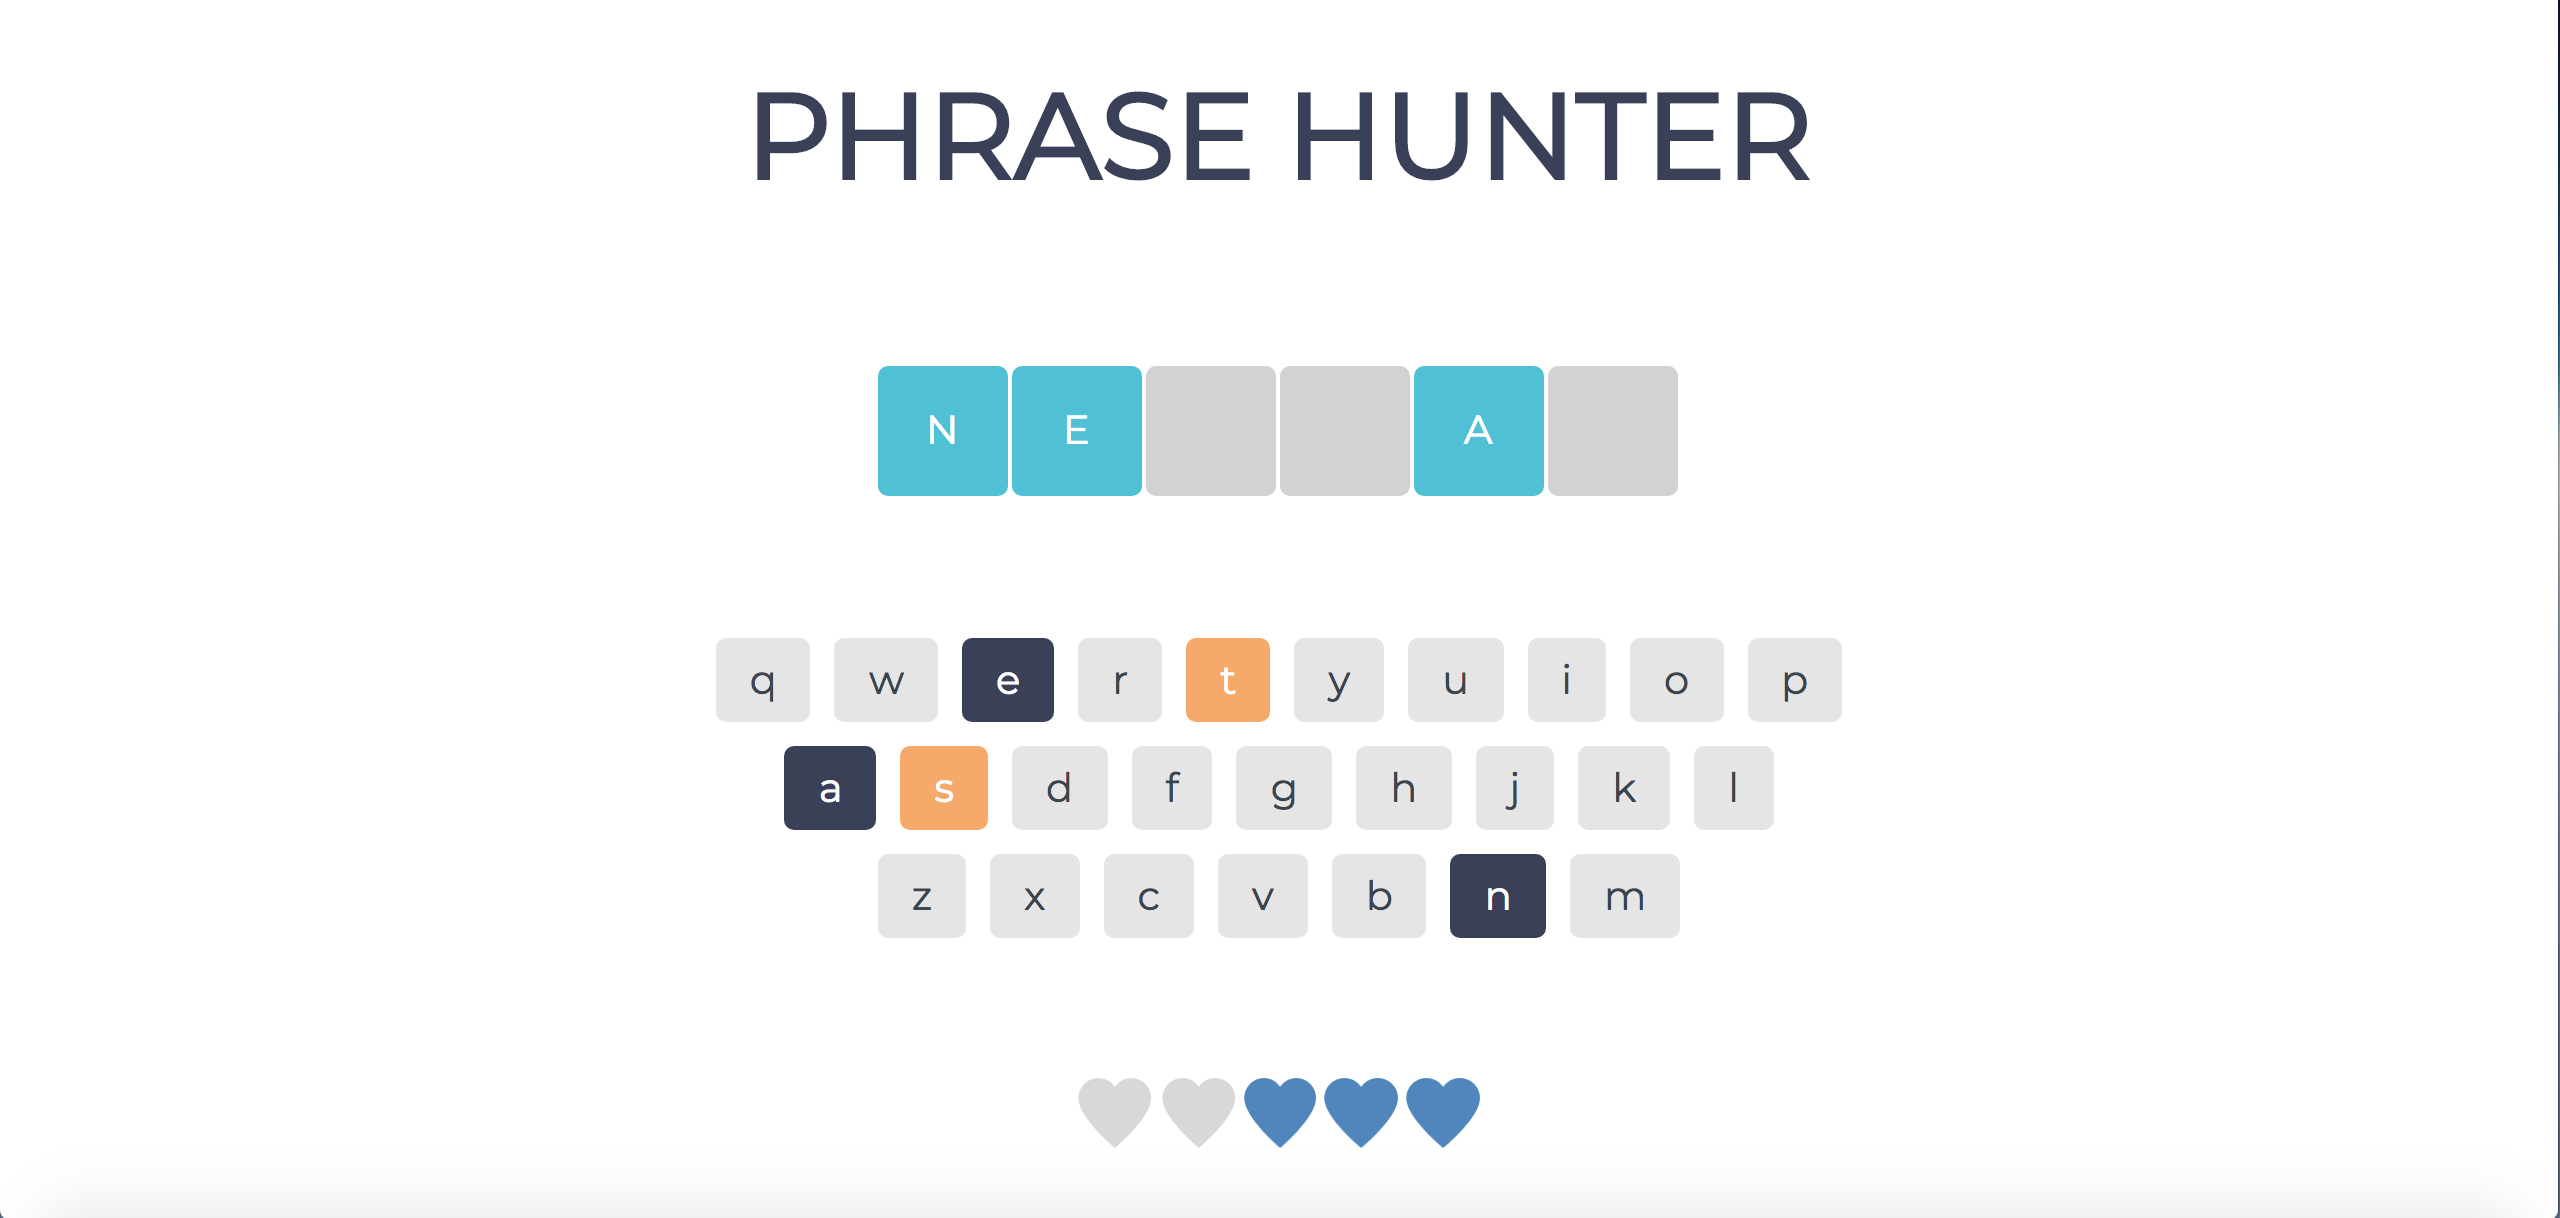 PHRASE HUNTER
N E A
q w e r t y u i o p
a s d f g h j k l
z x c v b n m